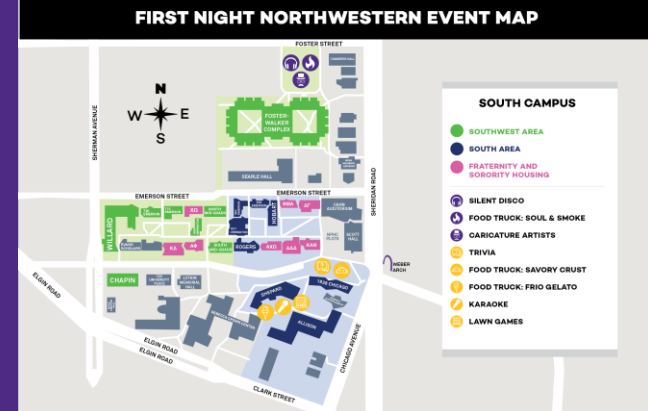 FIRST NIGHT NORTHWESTERN EVENT MAP
FOSTER STREET
N
W
E
S
SHERMAN AVENUE
FOSTER-
WALKER
COMPLEX
SEARLE HALL
SHERIDAN ROAD
EMERSON STREET
EMERSON STREET
WILLARD
HOBART
CAHN
AUDITORIUM
SCOTT
HALL
ROGERS
KA
CHAPIN
WEBER
ARCH
1838 CHICAGO
SHEPARD
ALLISON
ELGIN ROAD
ELGIN ROAD
ELGIN ROAD
CHICAGO AVENUE
CLARK STREET
SOUTH CAMPUS
SOUTHWEST AREA
SOUTH AREA
FRATERNITY AND
SORORITY HOUSING
SILENT DISCO
FOOD TRUCK: SOUL & SMOKE
CARICATURE ARTISTS
TRIVIA
FOOD TRUCK: SAVORY CRUST
FOOD TRUCK: FRIO GELATO
KARAOKE
LAWN GAMES